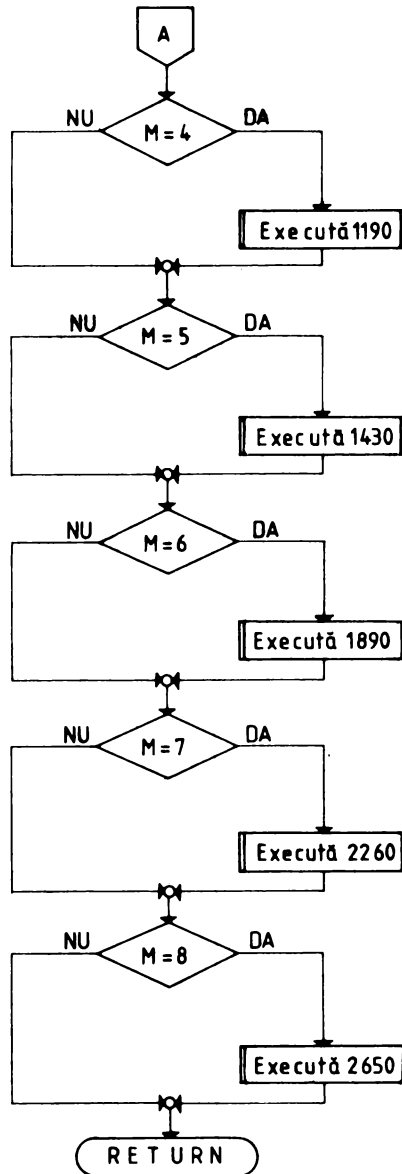 A
NU DA
M = 4
Execută 1190
NU DA
M = 5
Execută 1430
NU DA
M = 6
Execută 1890
NU DA
M = 7
Execută 2260
NU DA
M = 8
Execută 2650
RETURN